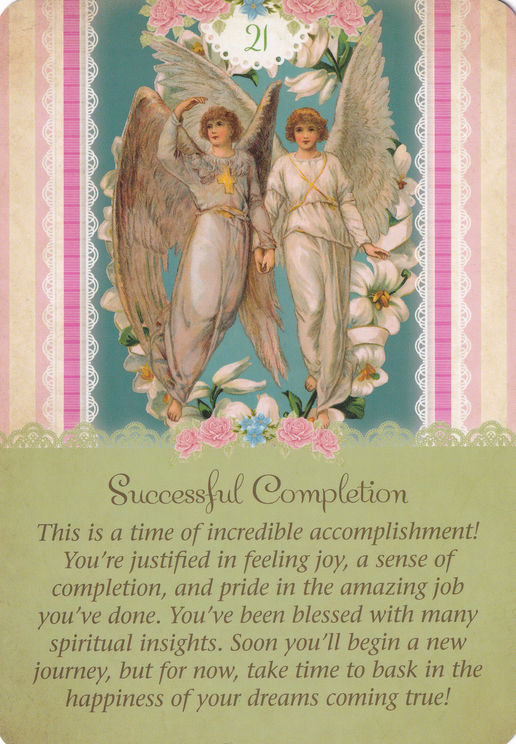 21
Successful Completion
This is a time of incredible accomplishment!
You're justified in feeling joy, a sense of
completion, and pride in the amazing job
you've done. You've been blessed with many
spiritual insights. Soon you'll begin a new
journey, but for now, take time to bask in the
happiness of your dreams coming true!